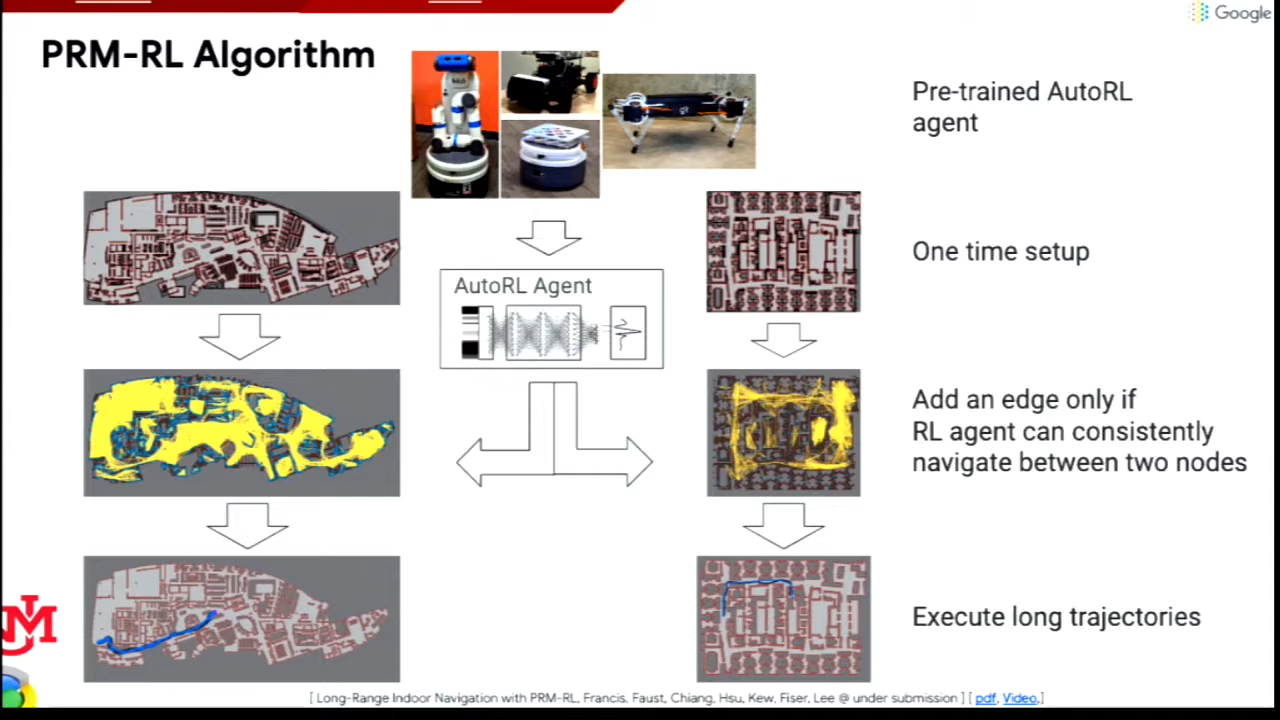 Google
PRM-RL Algorithm
Pre-trained AutoRL
agent
One time setup
AutoRL Agent
Add an edge only if
RL agent can consistently
navigate between two nodes
Execute long trajectories
[ Long-Range Indoor Navigation with PRM-RL, Francis, Faust, Chiang, Hsu, Kew, Fiser, Lee @ under submission ] [ pdf, Video,]